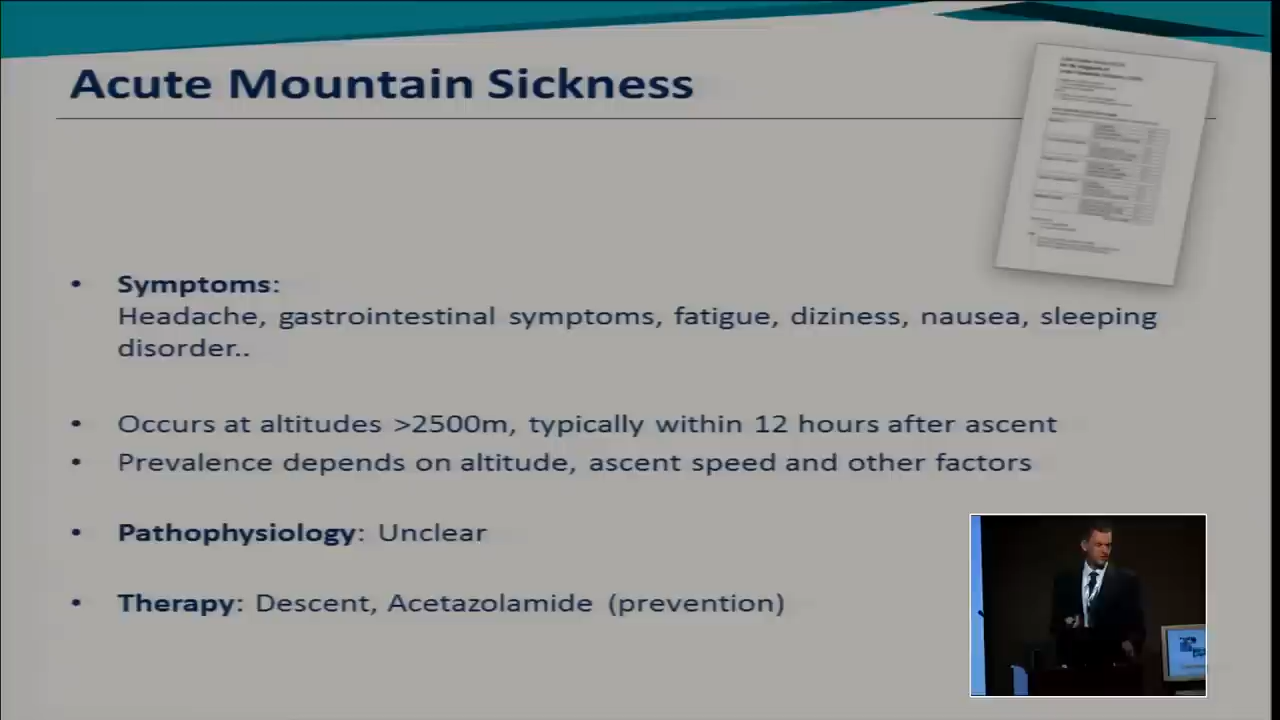 Acute Mountain Sickness
• Symptoms:
Headache, gastrointestinal symptoms, fatigue, diziness, nausea, sleeping
disorder..
• Occurs at altitudes >2500m, typically within 12 hours after ascent
• Prevalence depends on altitude, ascent speed and other factors
• Pathophysiology: Unclear
• Therapy: Descent, Acetazolamide (prevention)